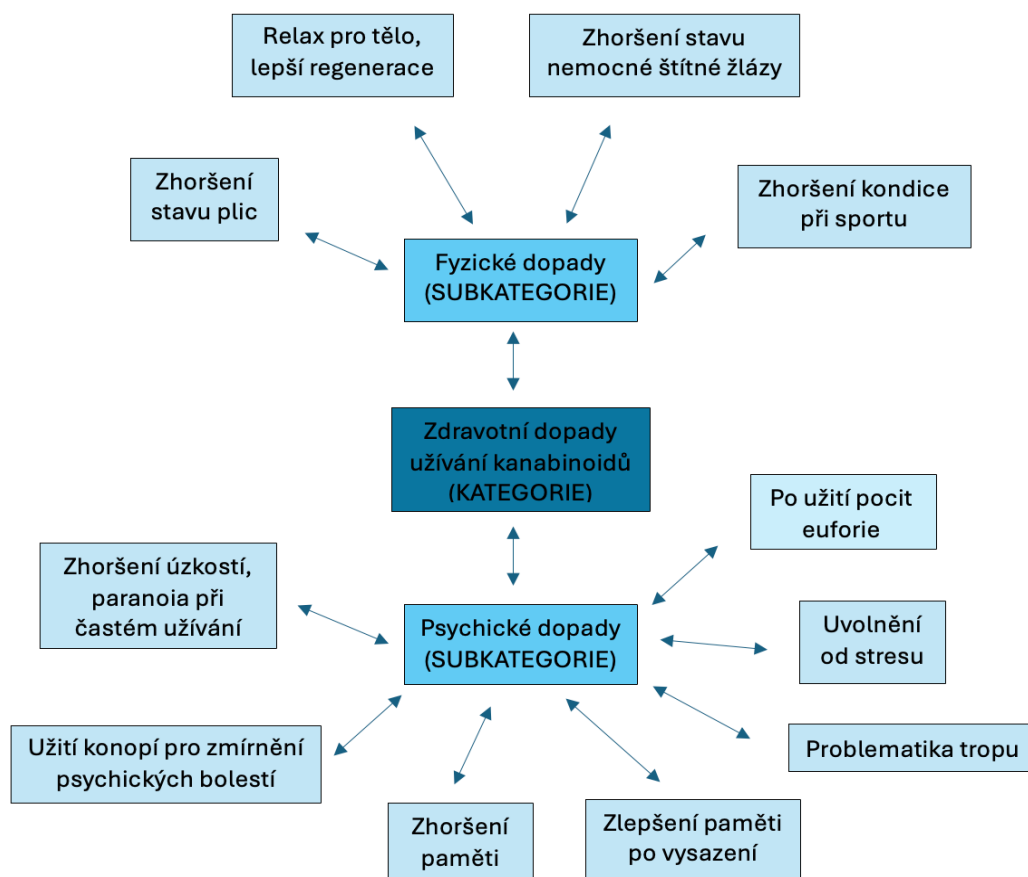 Relax pro tělo,
lepší regenerace
Zhoršení stavu
nemocné štítné žlázy
Zhoršení
stavu plic
Zhoršení kondice
při sportu
Fyzické dopady
(SUBKATEGORIE)
Zdravotní dopady
užívání kanabinoidů
(KATEGORIE)
Po užití pocit
euforie
Zhoršení úzkostí,
paranoia při
častém užívání
Psychické dopady
(SUBKATEGORIE)
Uvolnění
od stresu
Užití konopí pro zmírnění
psychických bolestí
Problematika tropu
Zhoršení
paměti
Zlepšení paměti
po vysazení